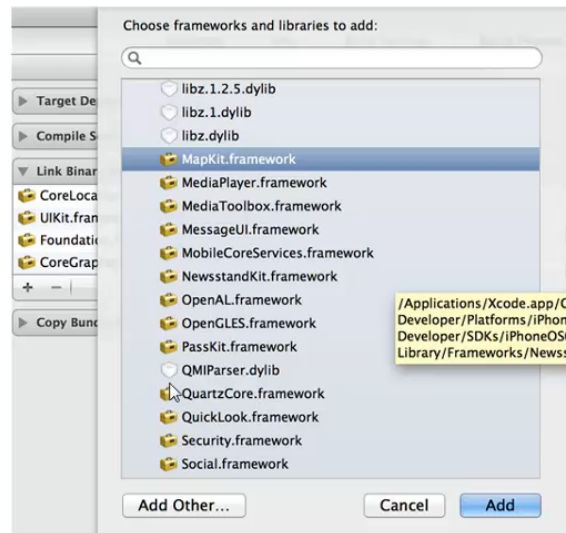 Choose frameworks and libraries to add:
libz.1.2.5.dylib
libz.1.dylib
libz.dylib
MapKit.framework
MediaPlayer.framework
MediaToolbox.framework
MessageUI.framework
MobileCoreServices.framework
NewsstandKit.framework
OpenAL.framework
OpenGLES.framework
PassKit.framework
QMIParser.dylib
QuartzCore.framework
QuickLook.framework
Security.framework
Social.framework
Add Other...
Cancel
Add
Target De
Compile S
Link Binar
CoreLoca
UIKit.fran
Foundatio
CoreGrap
+ −
Copy Bund
/Applications/Xcode.app/C
Developer/Platforms/iPhon
Developer/SDKs/iPhoneOS
Library/Frameworks/Newss